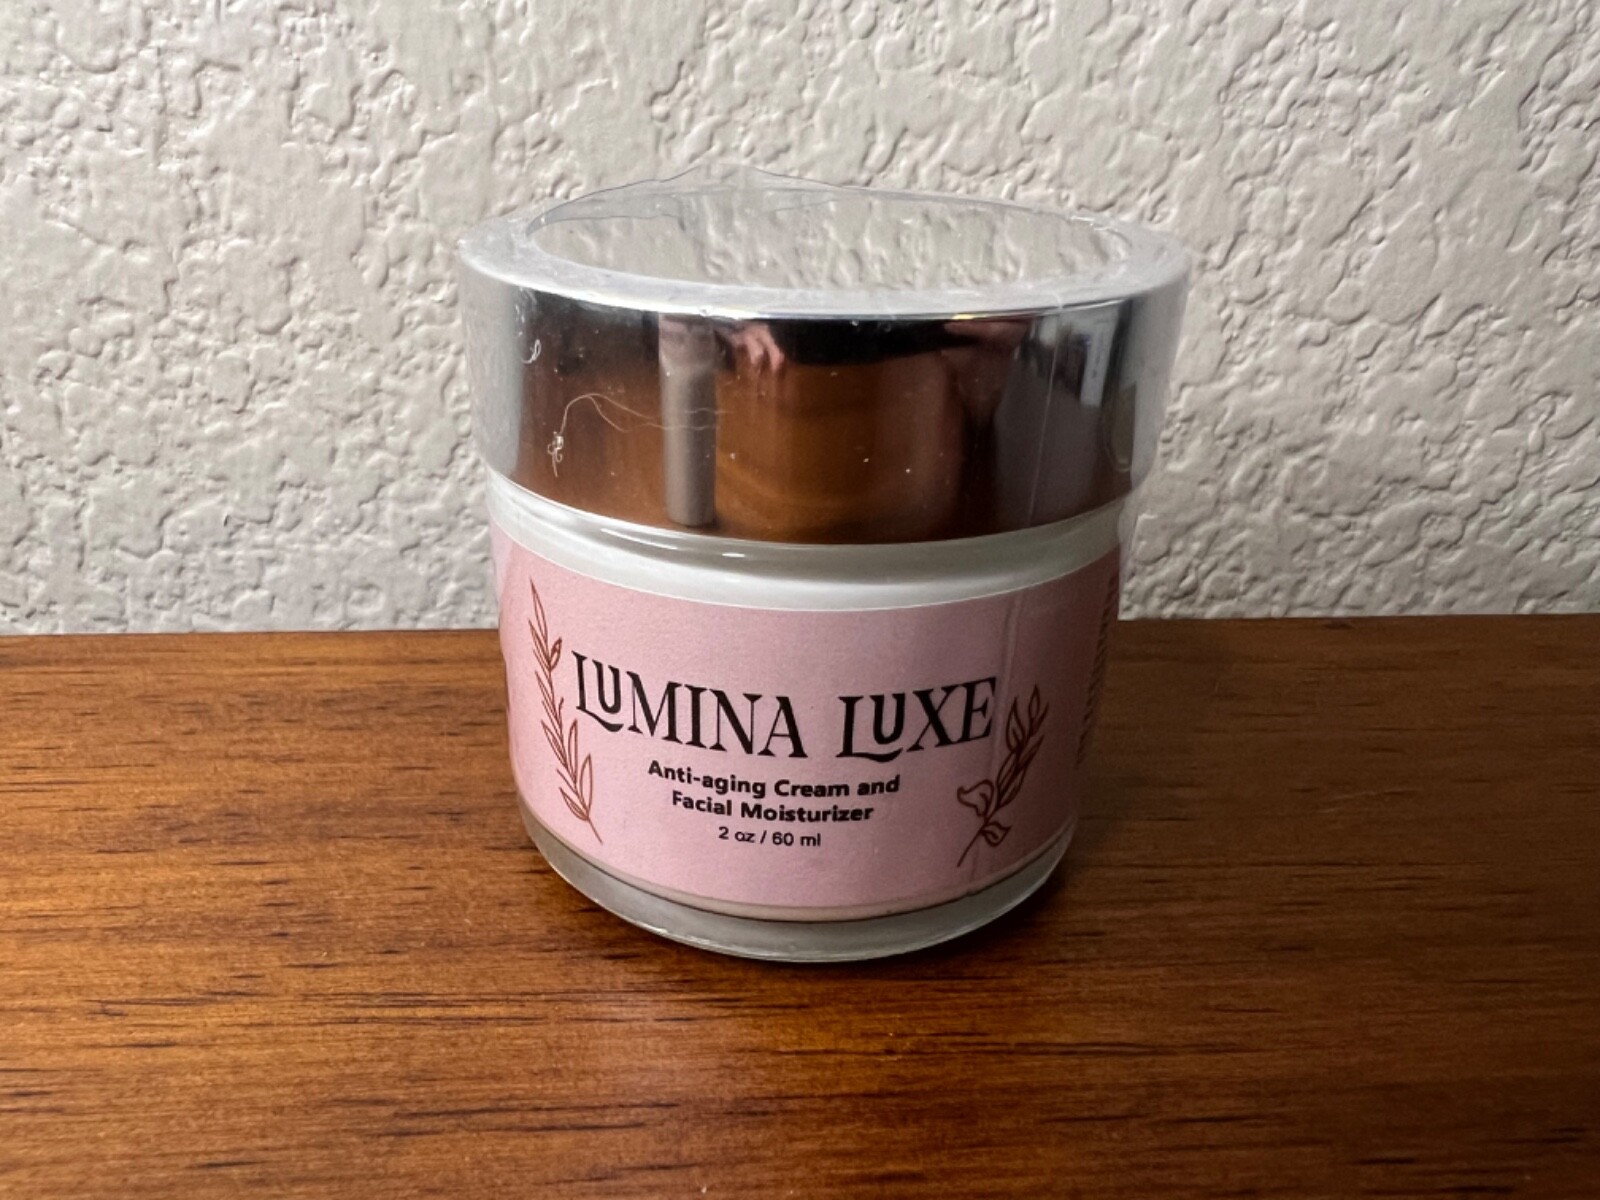 LUMINA LUXE
Anti-aging Cream and
Facial Moisturizer
2 oz / 60 ml